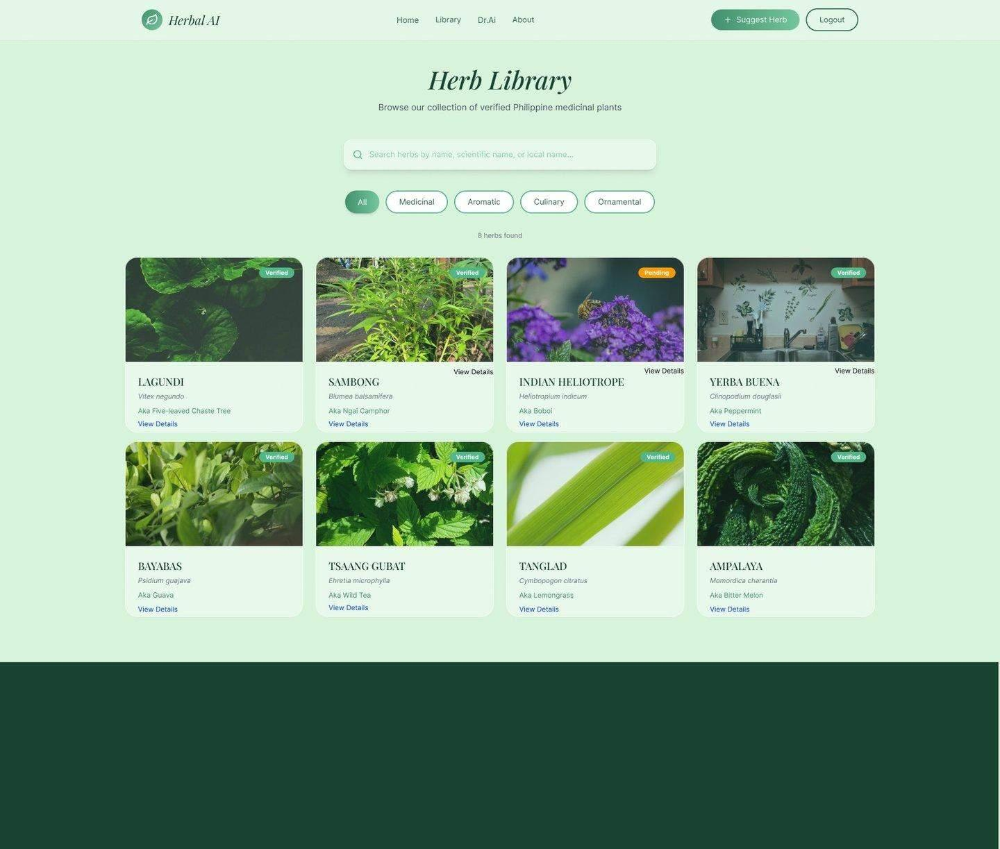 Herbal AI
Home Library Dr.Ai About
+ Suggest Herb
Logout
Herb Library
Browse our collection of verified Philippine medicinal plants
Search herbs by name, scientific name, or local name...
All Medicinal Aromatic Culinary Ornamental
8 herbs found
Verified
LAGUNDI
Vitex negundo
Aka Five-leaved Chaste Tree
View Details
Verified
View Details
SAMBONG
Blumea balsamifera
Aka Ngai Camphor
View Details
Pending
View Details
INDIAN HELIOTROPE
Heliotropium indicum
Aka Boboi
View Details
Verified
View Details
YERBA BUENA
Clinopodium douglasii
Aka Peppermint
View Details
Verified
BAYABAS
Psidium guajava
Aka Guava
View Details
Verified
TSAANG GUBAT
Ehretia microphylla
Aka Wild Tea
View Details
Verified
TANGLAD
Cymbopogon citratus
Aka Lemongrass
View Details
Verified
AMPALAYA
Momordica charantia
Aka Bitter Melon
View Details